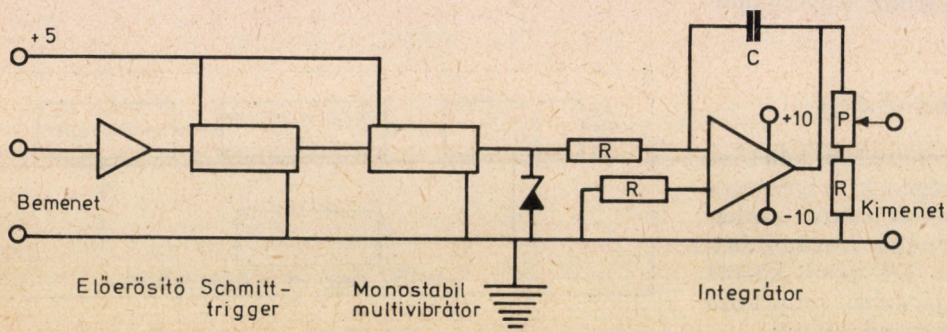 +5
C
+10
P
R
R
R
-10
Bemenet
Kimenet
Előerősítő Schmitt-
trigger
Monostabil
multivibrátor
Integrátor